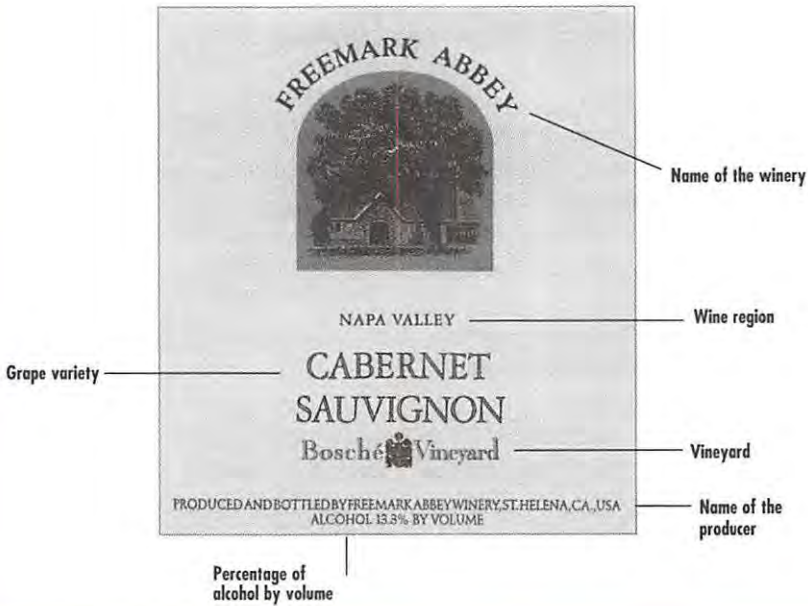 FREEMARK ABBEY
Name of the winery
NAPA VALLEY
Wine region
Grape variety
CABERNET
SAUVIGNON
Bosché Vineyard
Vineyard
PRODUCED AND BOTTLED BY FREEMARK ABBEY WINERY, ST. HELENA, CA., USA
ALCOHOL 13.3% BY VOLUME
Name of the
producer
Percentage of
alcohol by volume